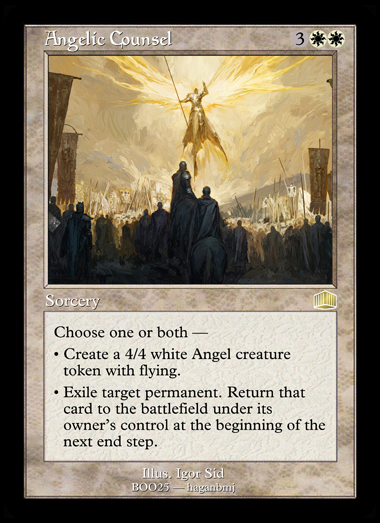 Angelic Counsel 3
Sorcery
Choose one or both —
• Create a 4/4 white Angel creature
token with flying.
• Exile target permanent. Return that
card to the battlefield under its
owner's control at the beginning of the
next end step.
Illus. Igor Sid
BOO25 — haganbmj